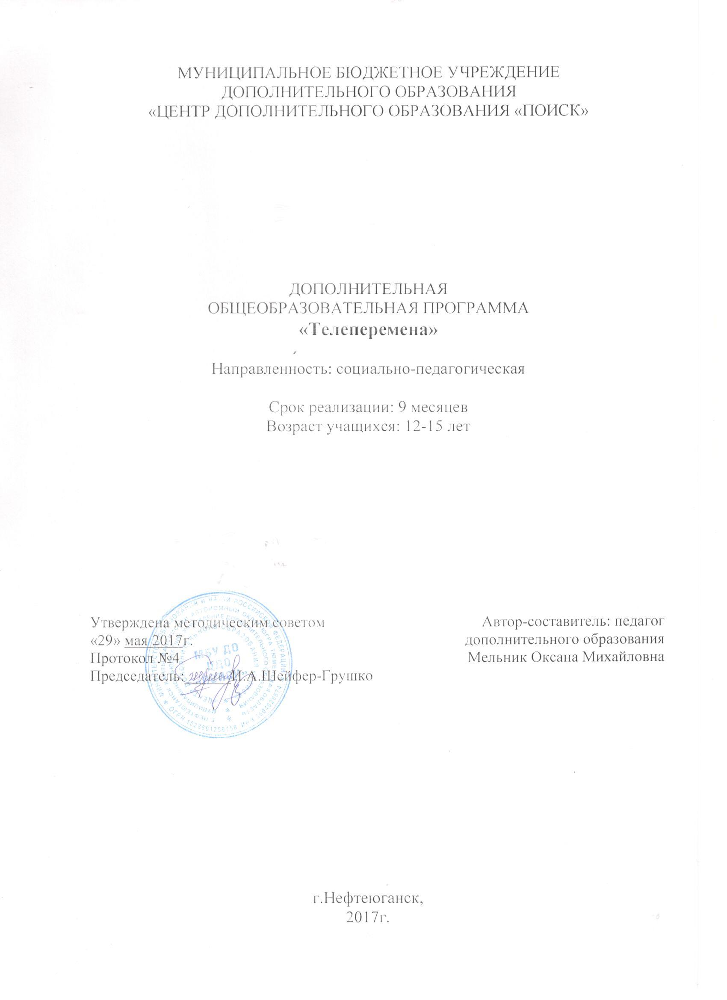 МУНИЦИПАЛЬНОЕ БЮДЖЕТНОЕ УЧРЕЖДЕНИЕ
ДОПОЛНИТЕЛЬНОГО ОБРАЗОВАНИЯ
«ЦЕНТР ДОПОЛНИТЕЛЬНОГО ОБРАЗОВАНИЯ «ПОИСК»
ДОПОЛНИТЕЛЬНАЯ
ОБЩЕОБРАЗОВАТЕЛЬНАЯ ПРОГРАММА
«Телеперемена»
Направленность: социально-педагогическая
Срок реализации: 9 месяцев
Возраст учащихся: 12-15 лет
Утверждена методическим советом
«29» мая 2017г.
Протокол №4
Председатель: И.А.Шейфер-Грушко
Автор-составитель: педагог
дополнительного образования
Мельник Оксана Михайловна
МБУ ДО
ЦДО
ОГРН 1028601259158 ИНН
г.Нефтеюганск,
2017г.